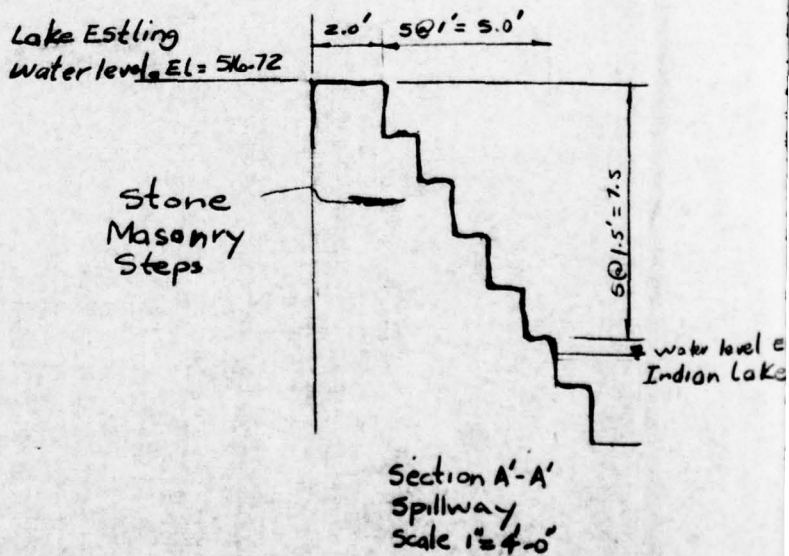 Lake Estling
Water level. El= 516.72
2.0'
5@1'= 5.0'
Stone
Masonry
Steps
5@1.5'=7.5
water level @
Indian Lake
Section A'-A'
Spillway
Scale 1"=4'-0"